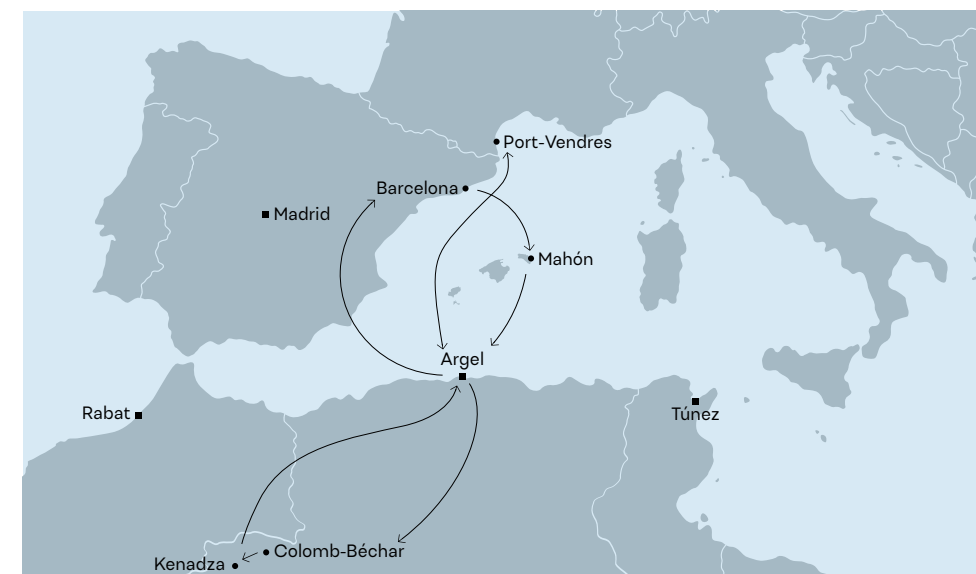 Port-Vendres
Barcelona
Madrid
Mahón
Argel
Rabat
Túnez
Colomb-Béchar
Kenadza